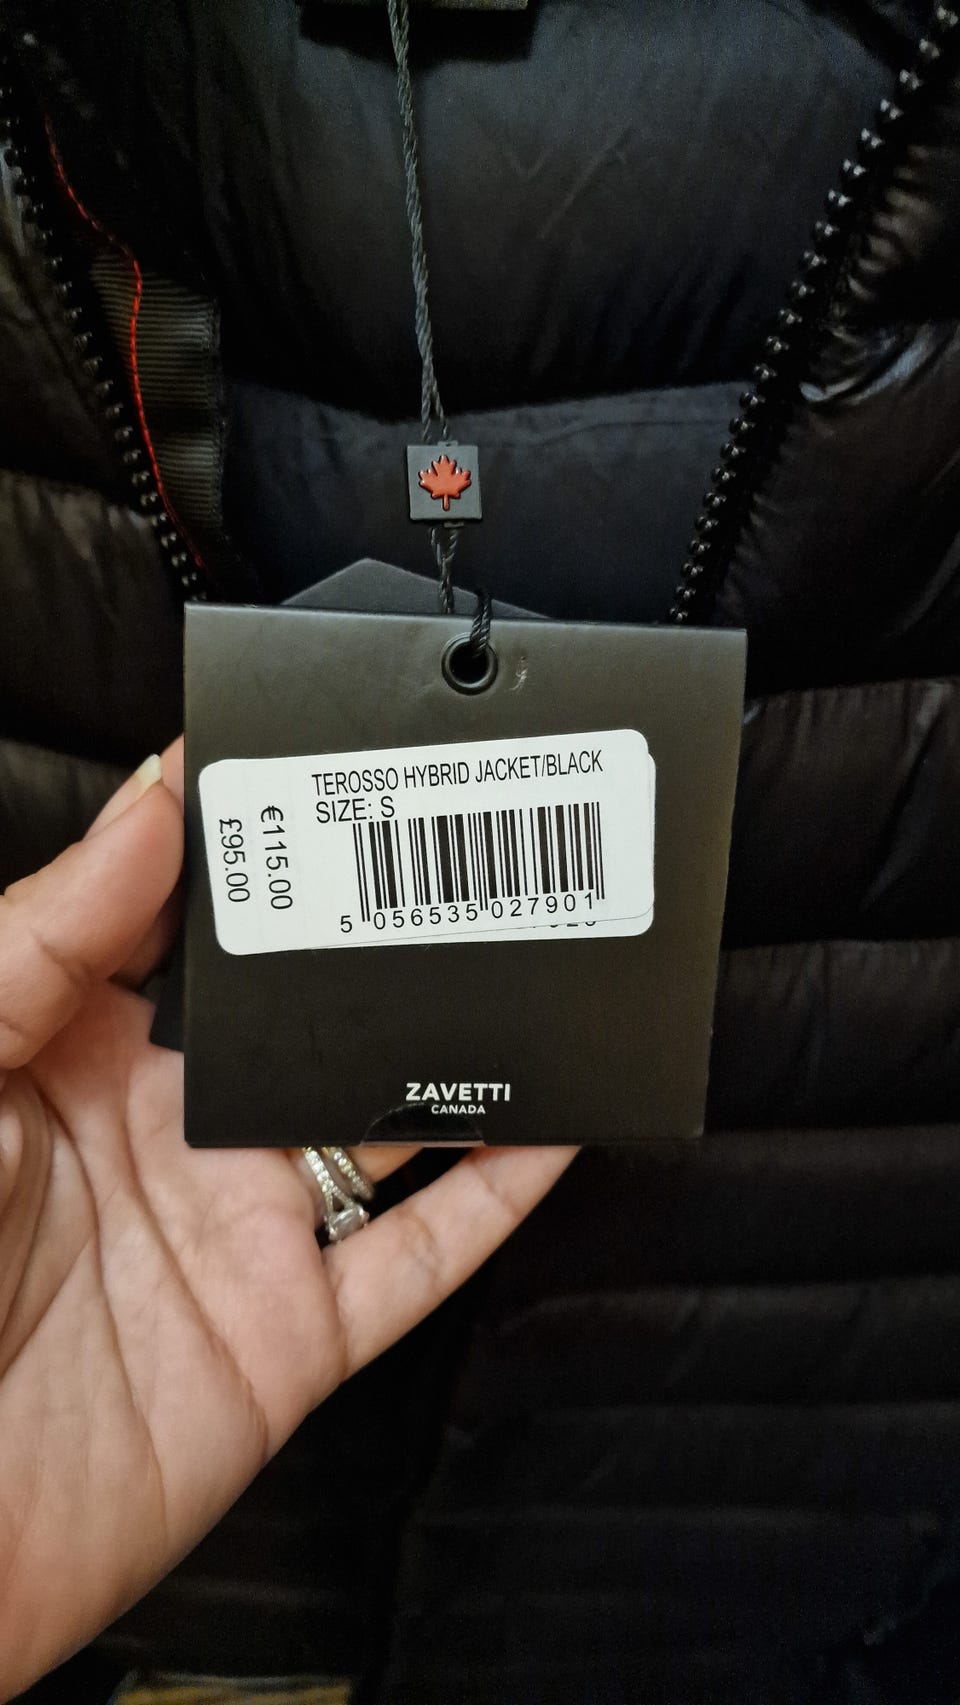 TEROSSO HYBRID JACKET/BLACK
SIZE: S
€115.00
£95.00
5 056535 027901
ZAVETTI
CANADA